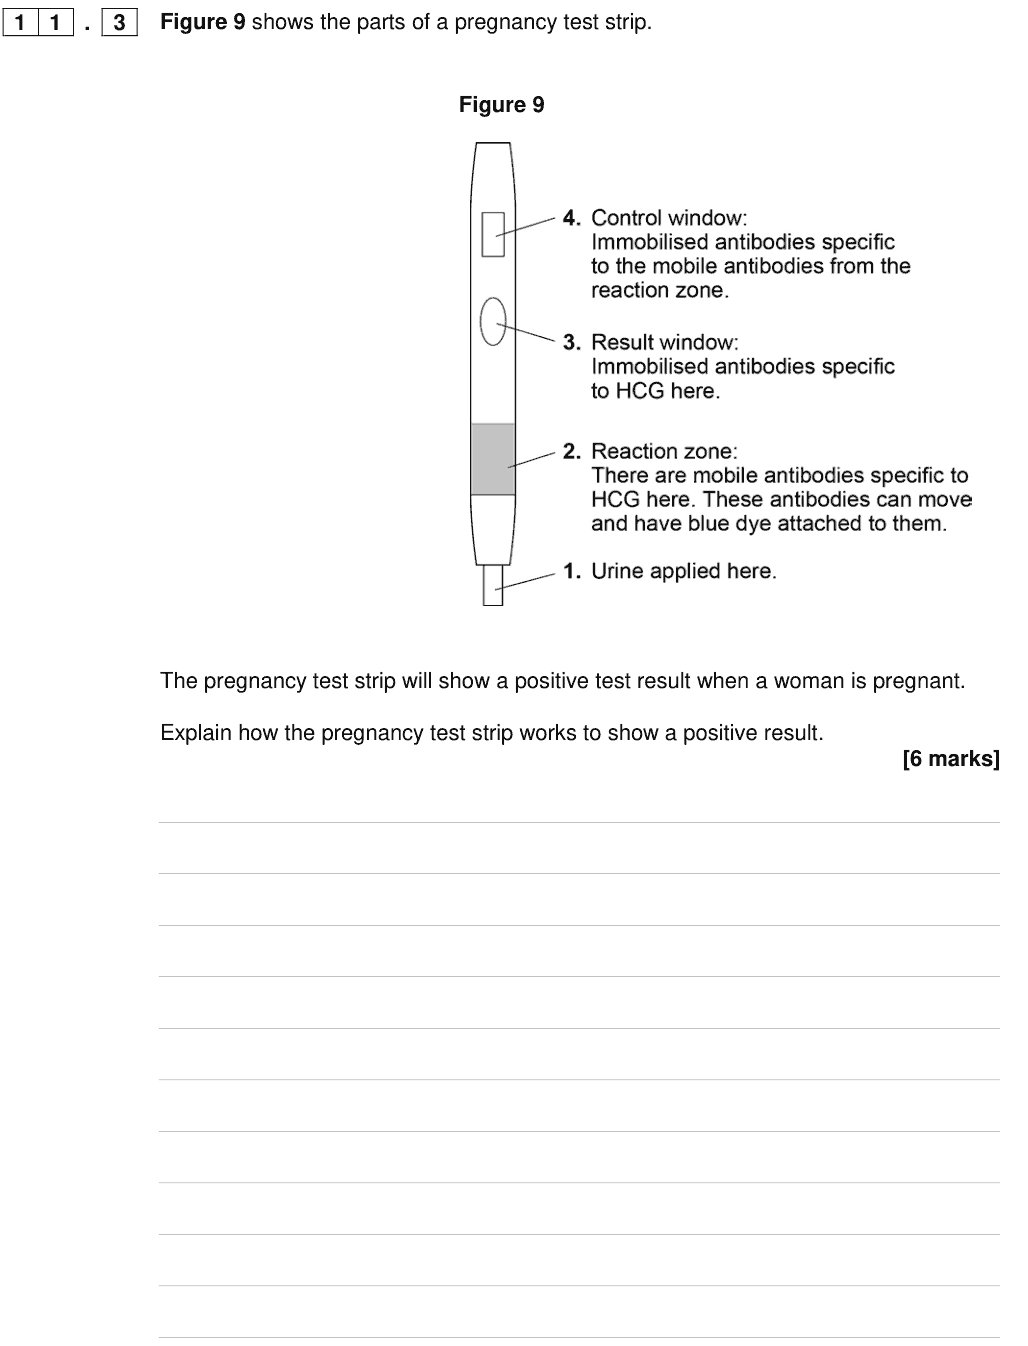 1 1 . 3 Figure 9 shows the parts of a pregnancy test strip.
Figure 9
4. Control window:
Immobilised antibodies specific
to the mobile antibodies from the
reaction zone.
3. Result window:
Immobilised antibodies specific
to HCG here.
2. Reaction zone:
There are mobile antibodies specific to
HCG here. These antibodies can move
and have blue dye attached to them.
1. Urine applied here.
The pregnancy test strip will show a positive test result when a woman is pregnant.
Explain how the pregnancy test strip works to show a positive result.
[6 marks]